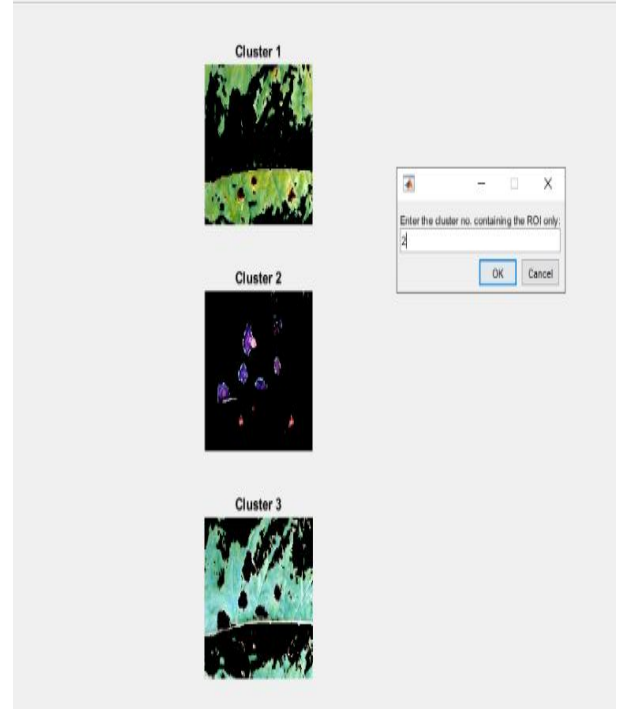 Cluster 1
Enter the cluster no. containing the ROI only:
2
OK Cancel
Cluster 2
Cluster 3